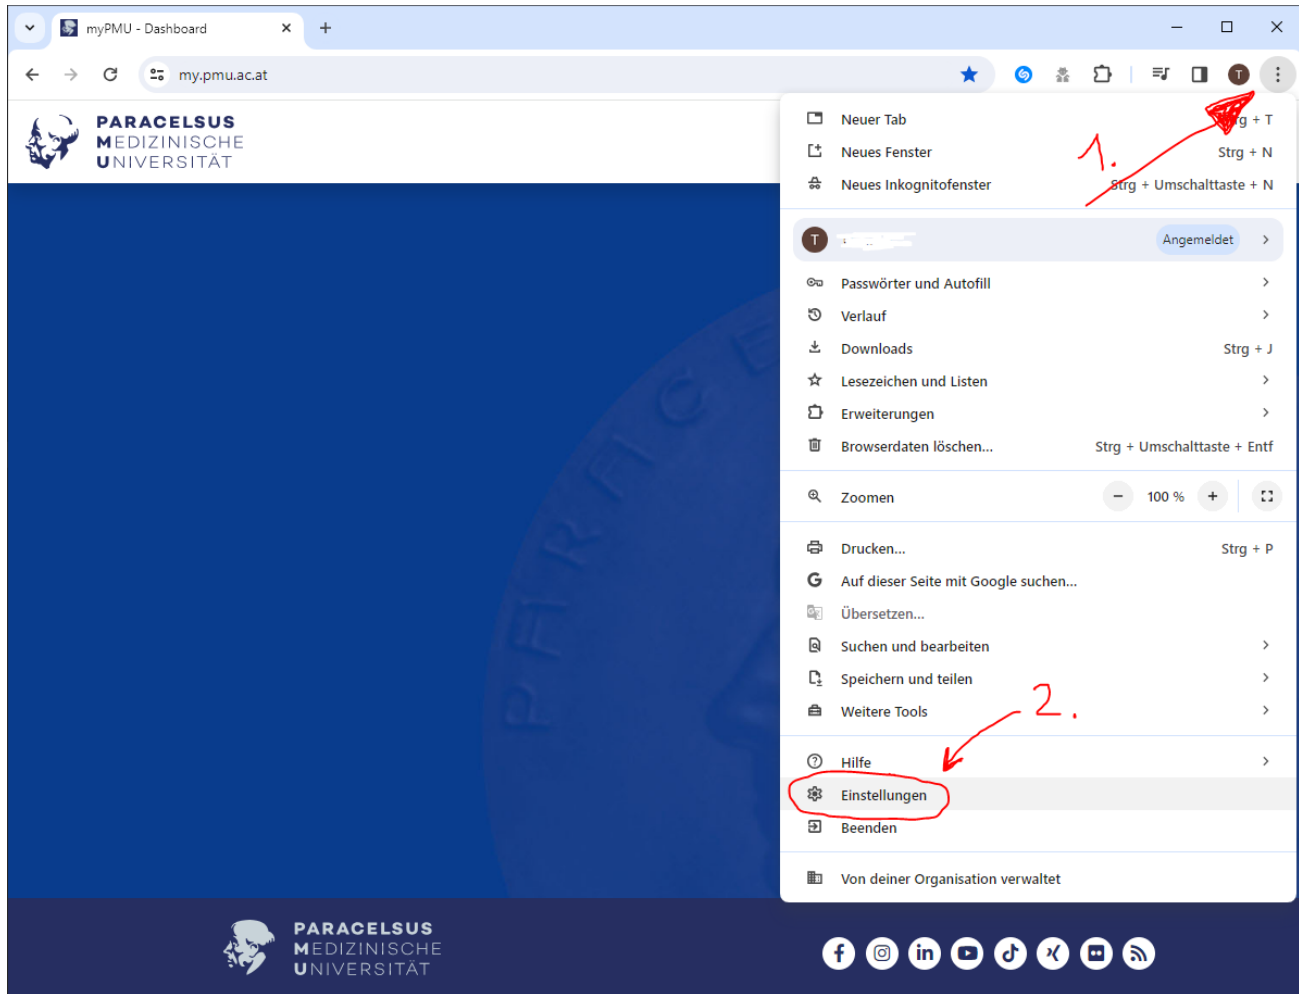 myPMU - Dashboard
my.pmu.ac.at
T
PARACELSUS
MEDIZINISCHE
UNIVERSITÄT
Neuer Tab Strg + T
1.
Neues Fenster Strg + N
Neues Inkognitofenster Strg + Umschalttaste + N
T Angemeldet
Passwörter und Autofill
Verlauf
Downloads Strg + J
Lesezeichen und Listen
Erweiterungen
Browserdaten löschen... Strg + Umschalttaste + Entf
Zoomen − 100 % +
Drucken... Strg + P
G Auf dieser Seite mit Google suchen...
Übersetzen...
Suchen und bearbeiten
Speichern und teilen
2.
Weitere Tools
Hilfe
Einstellungen
Beenden
Von deiner Organisation verwaltet
PARACELSUS
MEDIZINISCHE
UNIVERSITÄT